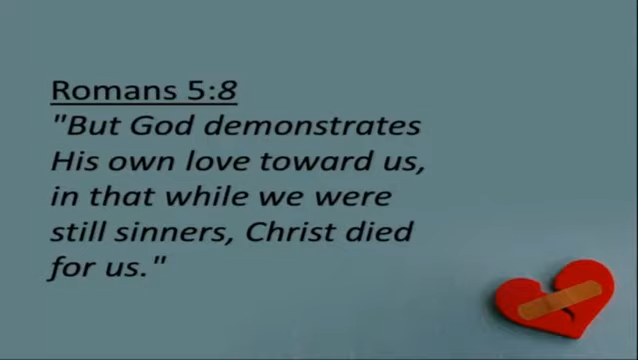 Romans 5:8
"But God demonstrates
His own love toward us,
in that while we were
still sinners, Christ died
for us."